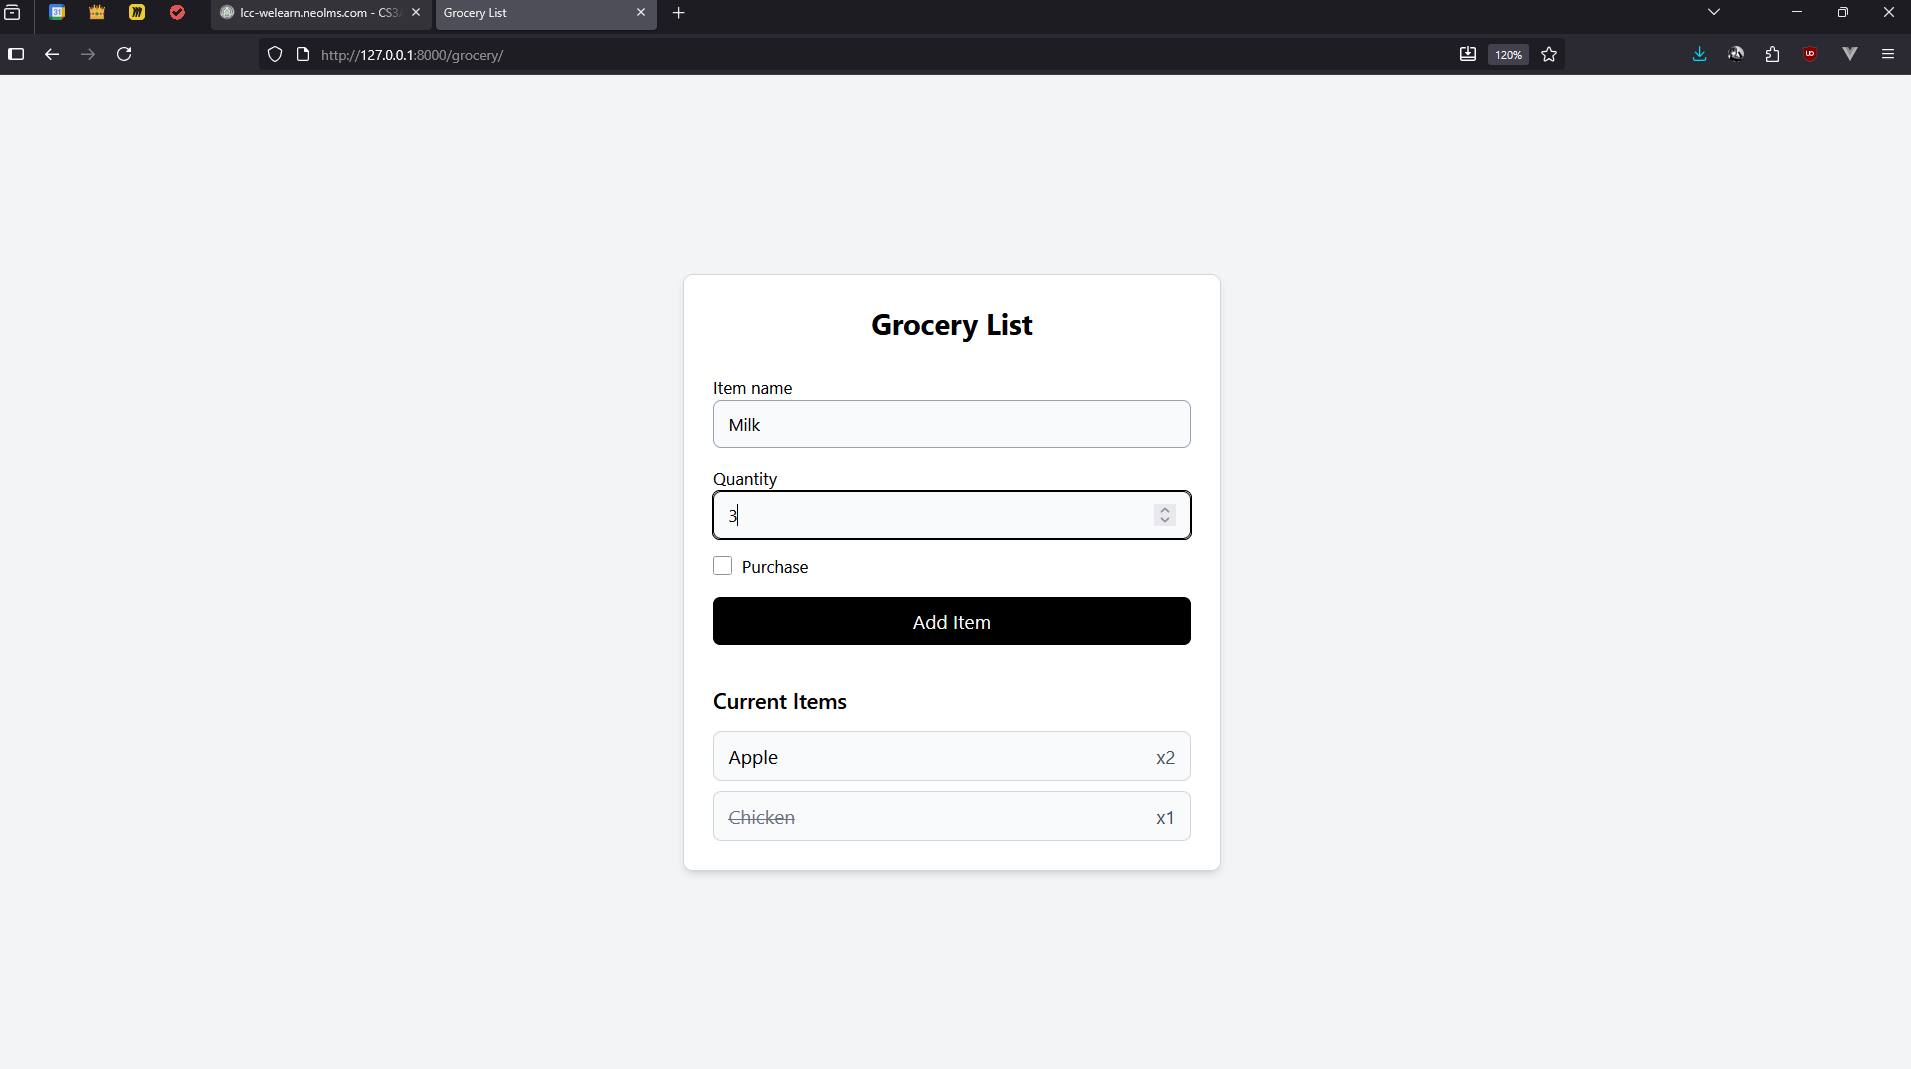 lcc-welearn.neolms.com - CS3
Grocery List
http://127.0.0.1:8000/grocery/
120%
Grocery List
Item name
Milk
Quantity
3
Purchase
Add Item
Current Items
Apple x2
Chicken x1